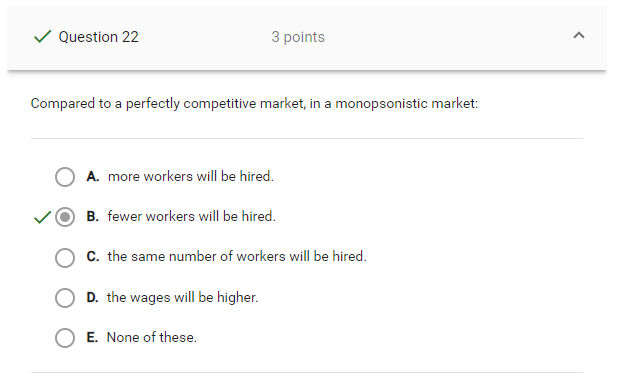 Question 22 3 points
Compared to a perfectly competitive market, in a monopsonistic market:
A. more workers will be hired.
B. fewer workers will be hired.
C. the same number of workers will be hired.
D. the wages will be higher.
E. None of these.